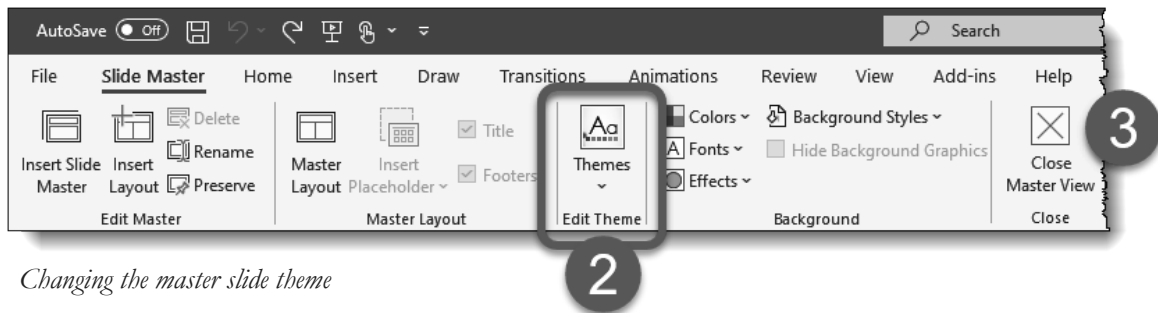 AutoSave Off Search
File Slide Master Home Insert Draw Transitions Animations Review View Add-ins Help
Insert Slide Master
Insert Layout
Delete
Rename
Preserve
Edit Master
Master Layout
Insert Placeholder
Title
Footers
Master Layout
Aa
Themes
Edit Theme
2
Colors
A Fonts
Effects
Background Styles
Hide Background Graphics
Background
Close Master View
Close
3
Changing the master slide theme